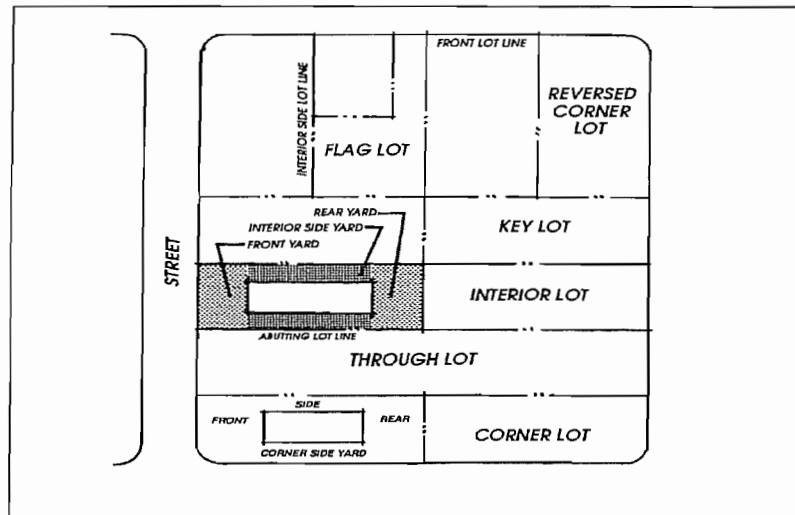 FRONT LOT LINE
INTERIOR SIDE LOT LINE
REVERSED
CORNER
LOT
FLAG LOT
REAR YARD
INTERIOR SIDE YARD
FRONT YARD
KEY LOT
STREET
INTERIOR LOT
ABUTTING LOT LINE
THROUGH LOT
SIDE
FRONT
REAR
CORNER SIDE YARD
CORNER LOT